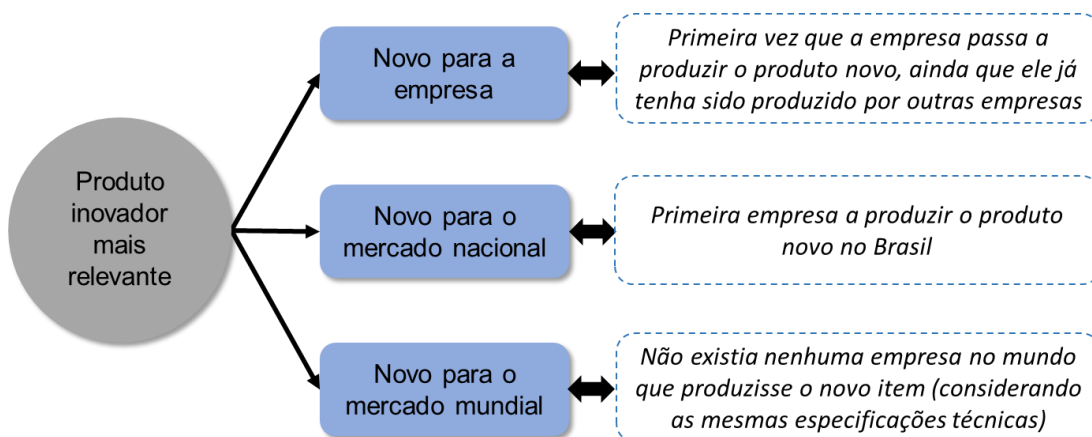 Produto
inovador
mais
relevante
Novo para a
empresa
Primeira vez que a empresa passa a
produzir o produto novo, ainda que ele já
tenha sido produzido por outras empresas
Novo para o
mercado nacional
Primeira empresa a produzir o produto
novo no Brasil
Novo para o
mercado mundial
Não existia nenhuma empresa no mundo
que produzisse o novo item (considerando
as mesmas especificações técnicas)